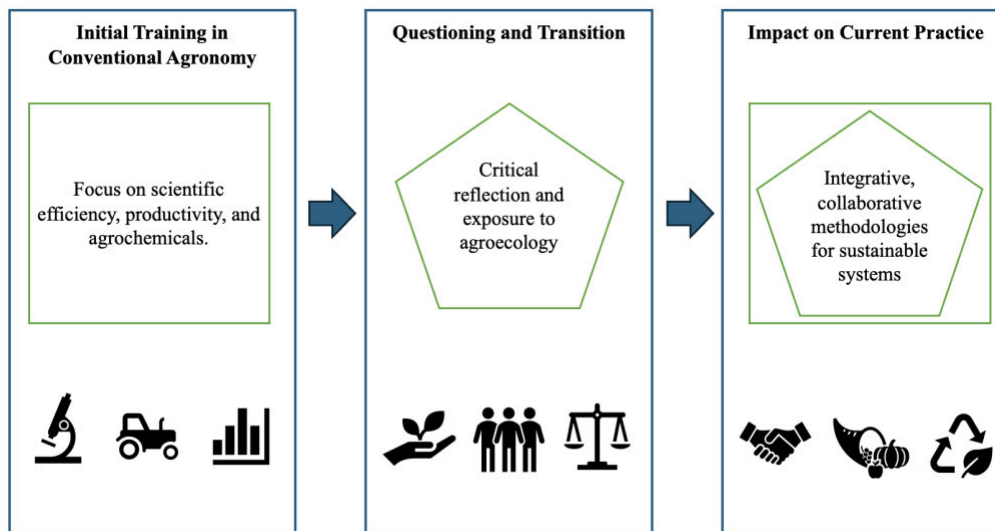 Initial Training in
Conventional Agronomy
Focus on scientific
efficiency, productivity, and
agrochemicals.
Questioning and Transition
Critical
reflection and
exposure to
agroecology
Impact on Current Practice
Integrative,
collaborative
methodologies
for sustainable
systems